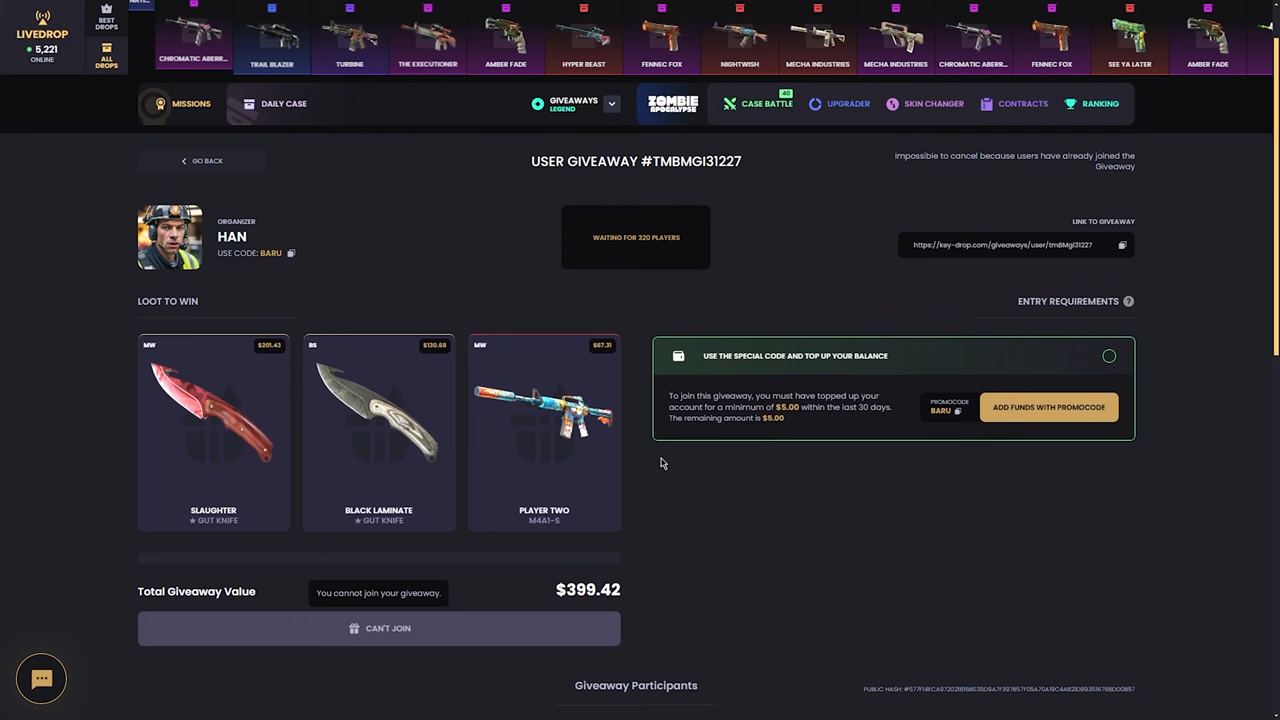 LIVEDROP
5,221
ONLINE
BEST
DROPS
ALL
DROPS
CHROMATIC ABERR...
TRAIL BLAZER
TURBINE
THE EXECUTIONER
AMBER FADE
HYPER BEAST
FENNEC FOX
NIGHTWISH
MECHA INDUSTRIES
MECHA INDUSTRIES
CHROMATIC ABERR...
FENNEC FOX
SEE YA LATER
AMBER FADE
MISSIONS
DAILY CASE
GIVEAWAYS
LEGEND
ZOMBIE
APOCALYPSE
CASE BATTLE
40
UPGRADER
SKIN CHANGER
CONTRACTS
RANKING
GO BACK
USER GIVEAWAY #TMBMGI31227
Impossible to cancel because users have already joined the
Giveaway
ORGANIZER
HAN
USE CODE: BARU
WAITING FOR 320 PLAYERS
LINK TO GIVEAWAY
https://key-drop.com/giveaways/user/tmBMgi31227
LOOT TO WIN
ENTRY REQUIREMENTS ?
MW
$201.43
SLAUGHTER
★ GUT KNIFE
BS
$130.68
BLACK LAMINATE
★ GUT KNIFE
MW
$67.31
PLAYER TWO
M4A1-S
USE THE SPECIAL CODE AND TOP UP YOUR BALANCE
To join this giveaway, you must have topped up your
account for a minimum of $5.00 within the last 30 days.
The remaining amount is $5.00
PROMOCODE
BARU
ADD FUNDS WITH PROMOCODE
Total Giveaway Value
You cannot join your giveaway.
$399.42
CAN'T JOIN
Giveaway Participants
PUBLIC HASH: